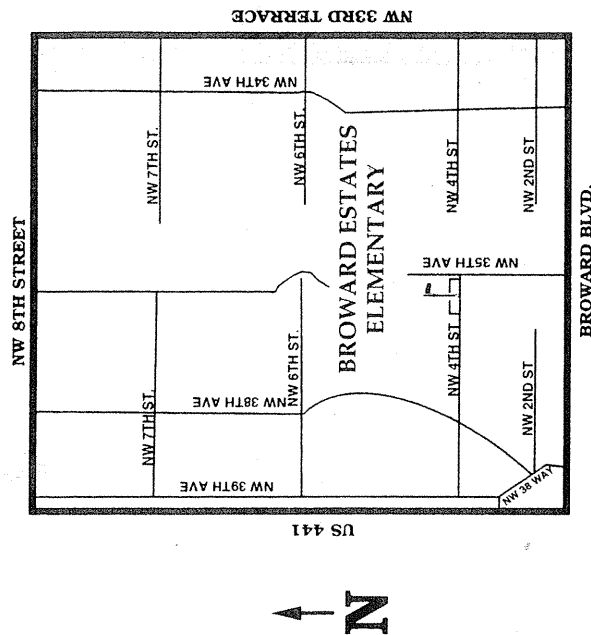 NW 33RD TERRACE
NW 34TH AVE
NW 7TH ST.
NW 6TH ST.
NW 4TH ST.
NW 2ND ST
NW 8TH STREET
BROWARD ESTATES
ELEMENTARY
NW 35TH AVE
BROWARD BLVD.
NW 7TH ST.
NW 6TH ST.
NW 4TH ST.
NW 2ND ST
NW 38TH AVE
NW 39TH AVE
NW 38 WAY
US 441
N